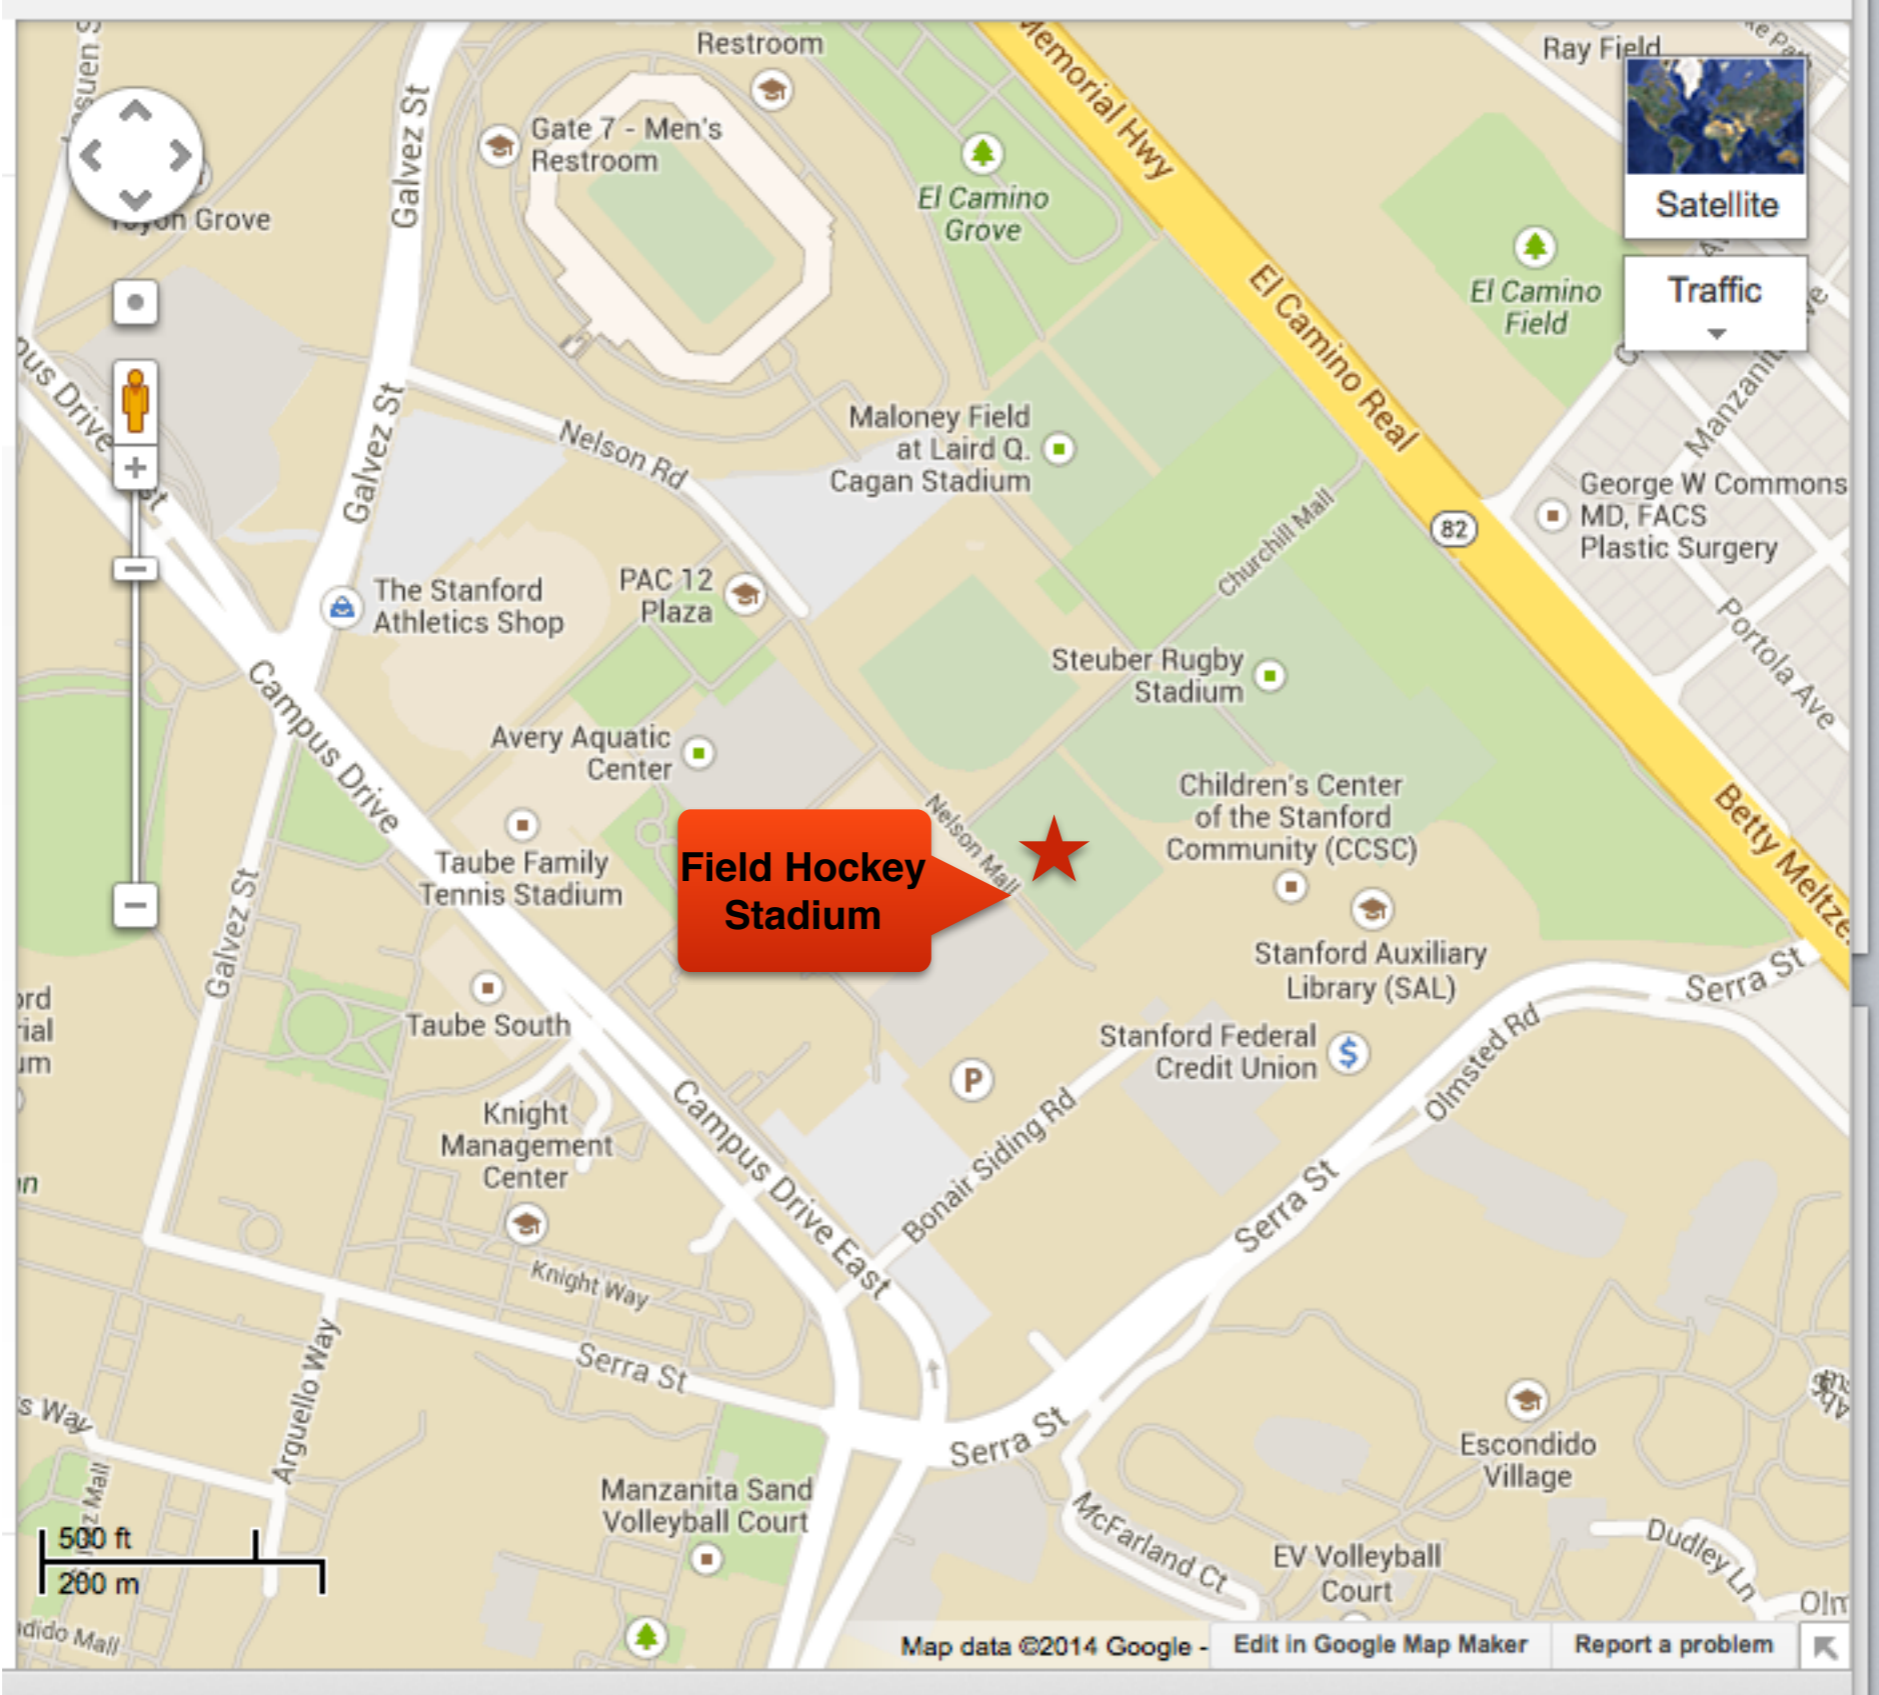 Restroom
Memorial Hwy
Ray Field
Galvez St
Gate 7 - Men's
Restroom
El Camino
Grove
Satellite
Toyon Grove
El Camino Real
El Camino
Field
Traffic
Galvez St
Nelson Rd
Maloney Field
at Laird Q.
Cagan Stadium
Churchill Mall
82
George W Commons
MD, FACS
Plastic Surgery
The Stanford
Athletics Shop
PAC 12
Plaza
Portola Ave
Steuber Rugby
Stadium
Campus Drive
Avery Aquatic
Center
Nelson Mall
Children's Center
of the Stanford
Community (CCSC)
Taube Family
Tennis Stadium
Field Hockey
Stadium
Galvez St
Stanford Auxiliary
Library (SAL)
Serra St
Taube South
Stanford Federal
Credit Union
$
Olmsted Rd
P
Knight
Management
Center
Campus Drive East
Bonair Siding Rd
Serra St
Knight Way
Serra St
Arguello Way
Serra St
Escondido
Village
Manzanita Sand
Volleyball Court
McFarland Ct
EV Volleyball
Court
Dudley Ln
500 ft
200 m
Map data ©2014 Google -
Edit in Google Map Maker
Report a problem